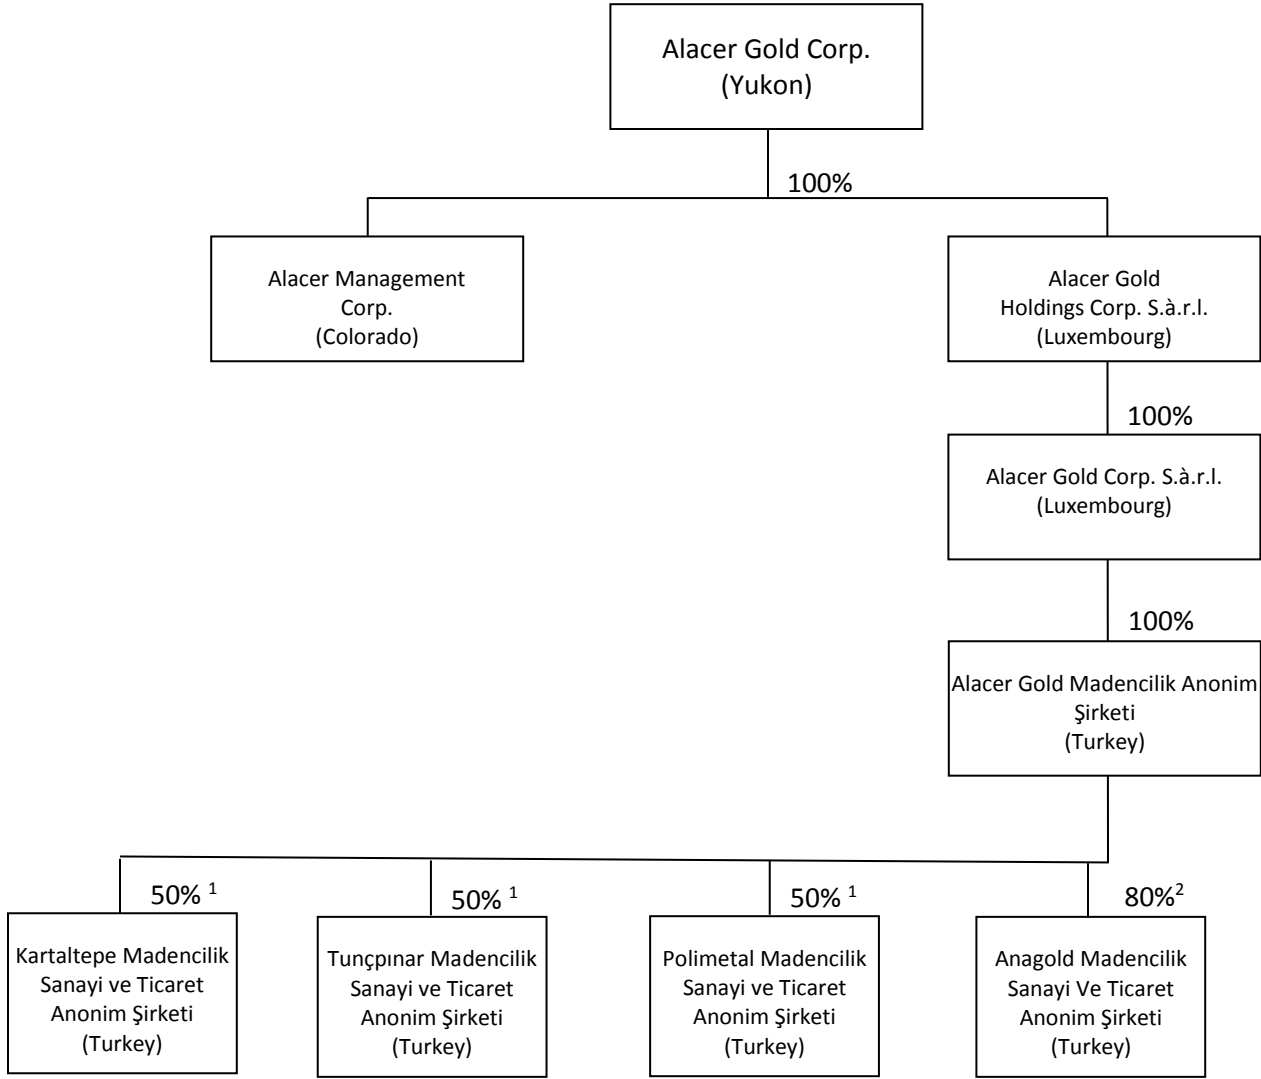 Alacer Gold Corp.
(Yukon)
100%
Alacer Management
Corp.
(Colorado)
Alacer Gold
Holdings Corp. S.à.r.l.
(Luxembourg)
100%
Alacer Gold Corp. S.à.r.l.
(Luxembourg)
100%
Alacer Gold Madencilik Anonim
Şirketi
(Turkey)
50% 1
50% 1
50% 1
80%2
Kartaltepe Madencilik
Sanayi ve Ticaret
Anonim Şirketi
(Turkey)
Tunçpınar Madencilik
Sanayi ve Ticaret
Anonim Şirketi
(Turkey)
Polimetal Madencilik
Sanayi ve Ticaret
Anonim Şirketi
(Turkey)
Anagold Madencilik
Sanayi Ve Ticaret
Anonim Şirketi
(Turkey)